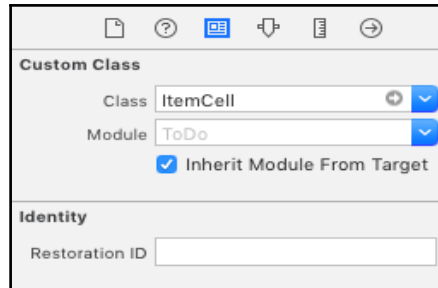 Custom Class
Class ItemCell
Module ToDo
Inherit Module From Target
Identity
Restoration ID